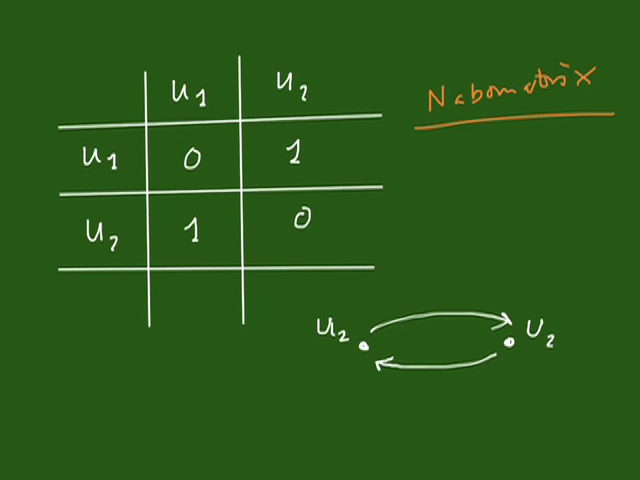 u1 u2
Nabomatrix
u1 0 1
u2 1 0
u2 U2